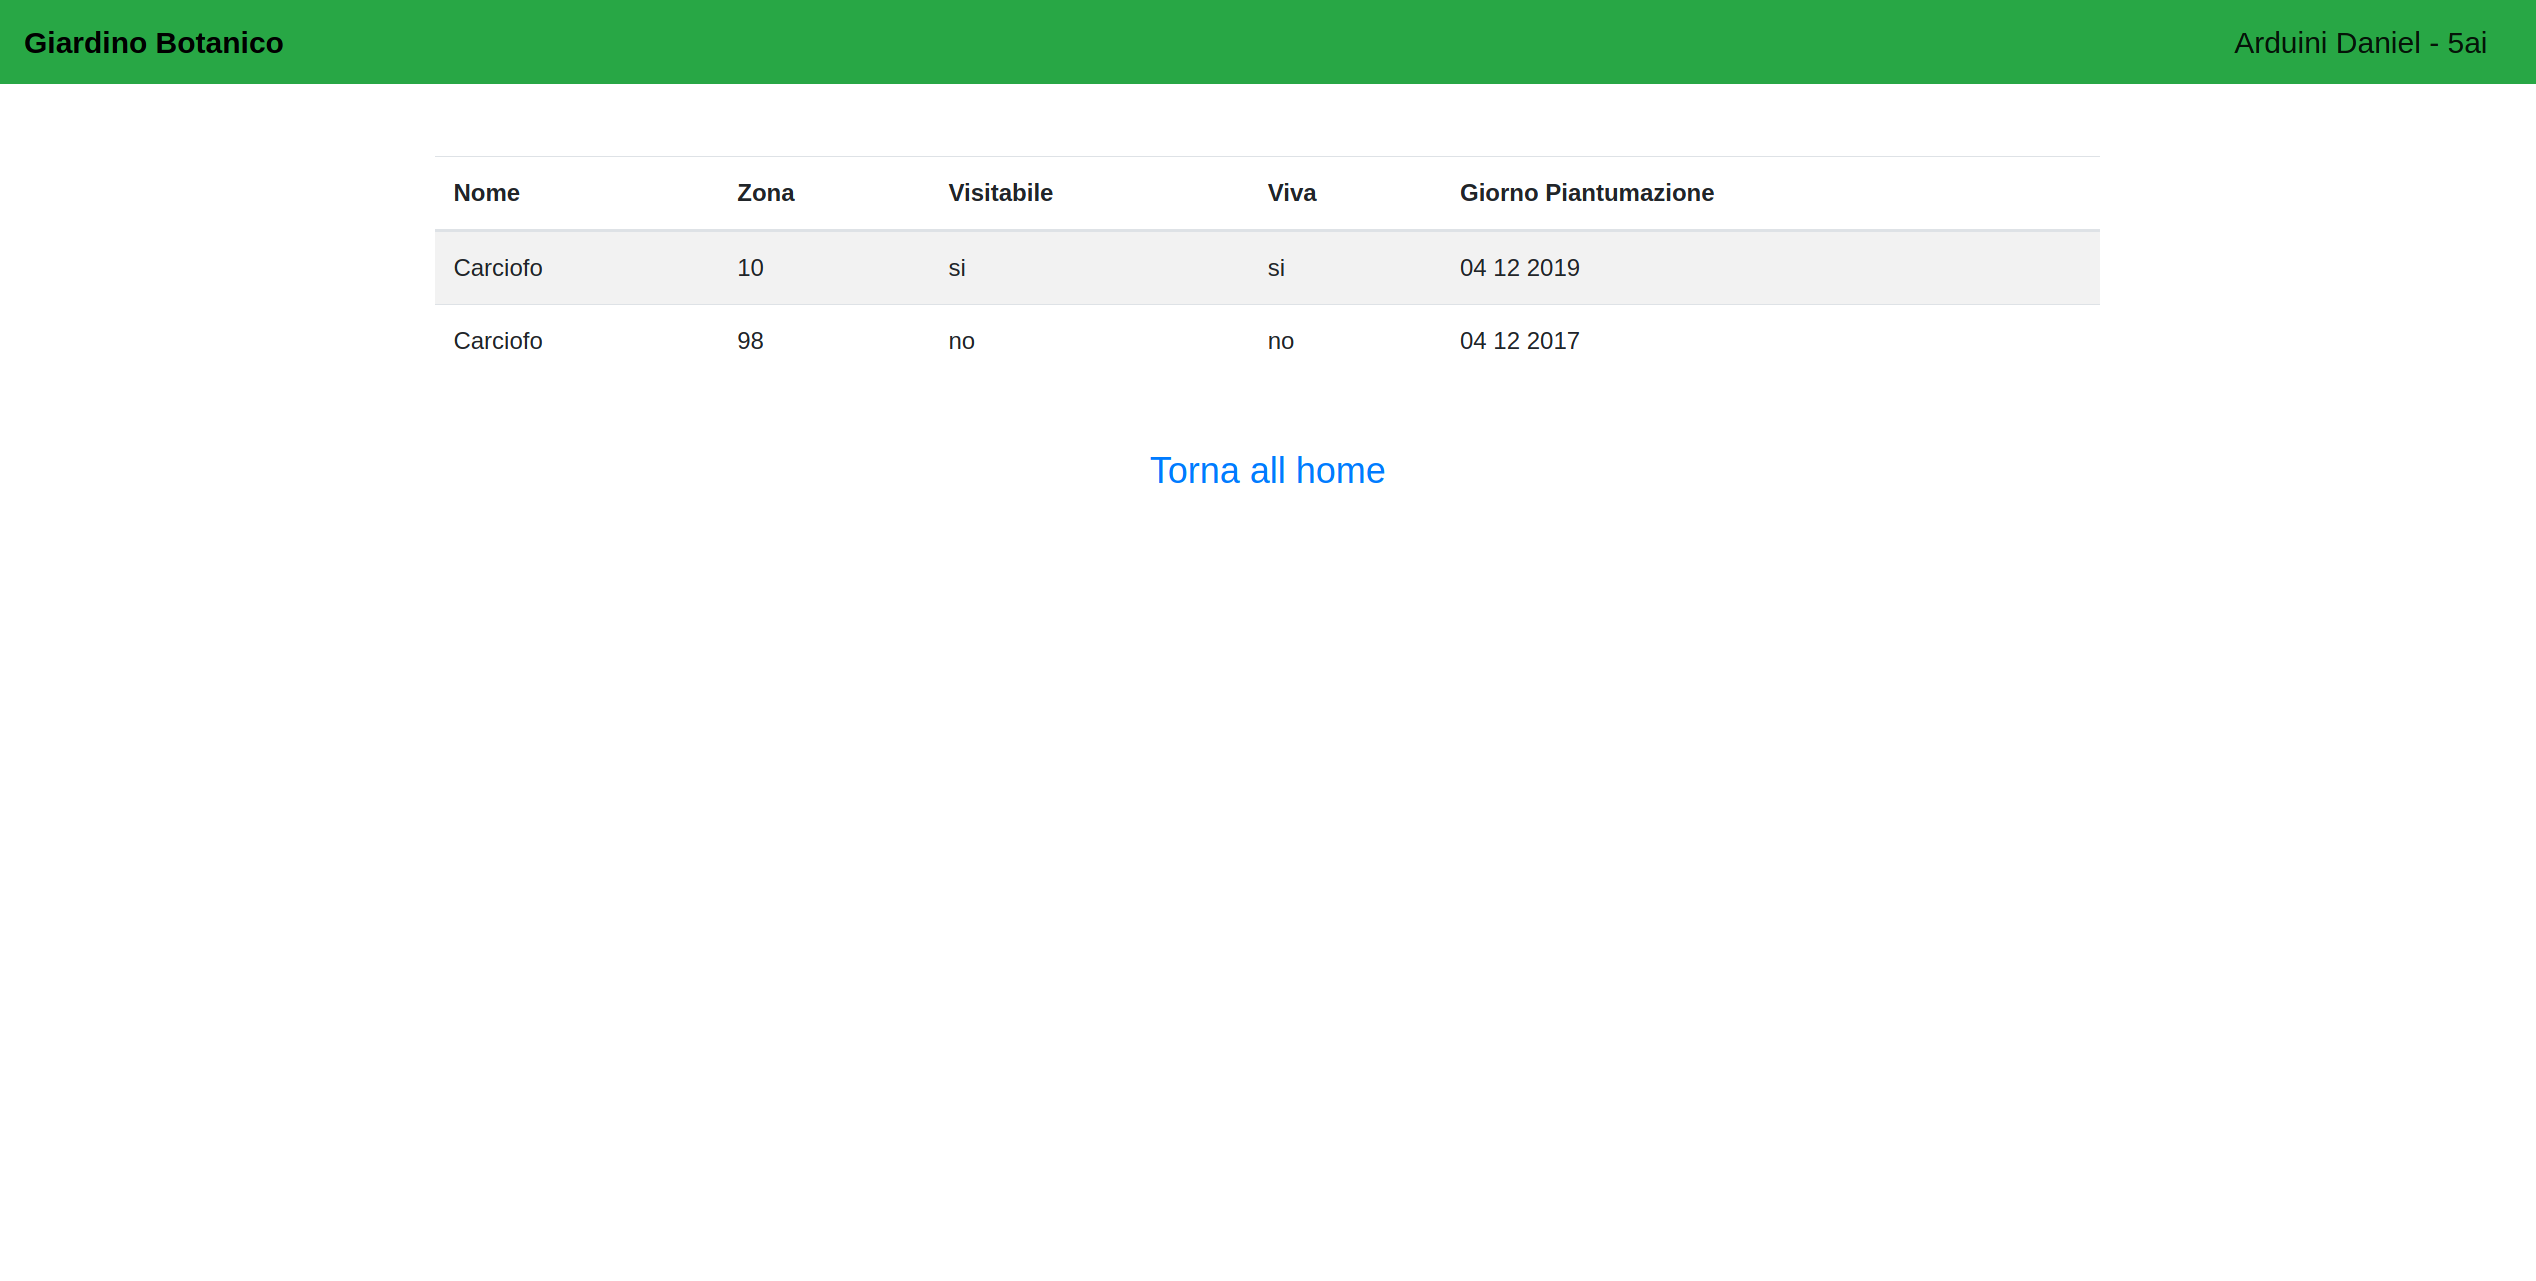 Giardino Botanico Arduini Daniel - 5ai
Nome Zona Visitabile Viva Giorno Piantumazione
Carciofo 10 si si 04 12 2019
Carciofo 98 no no 04 12 2017
Torna all home